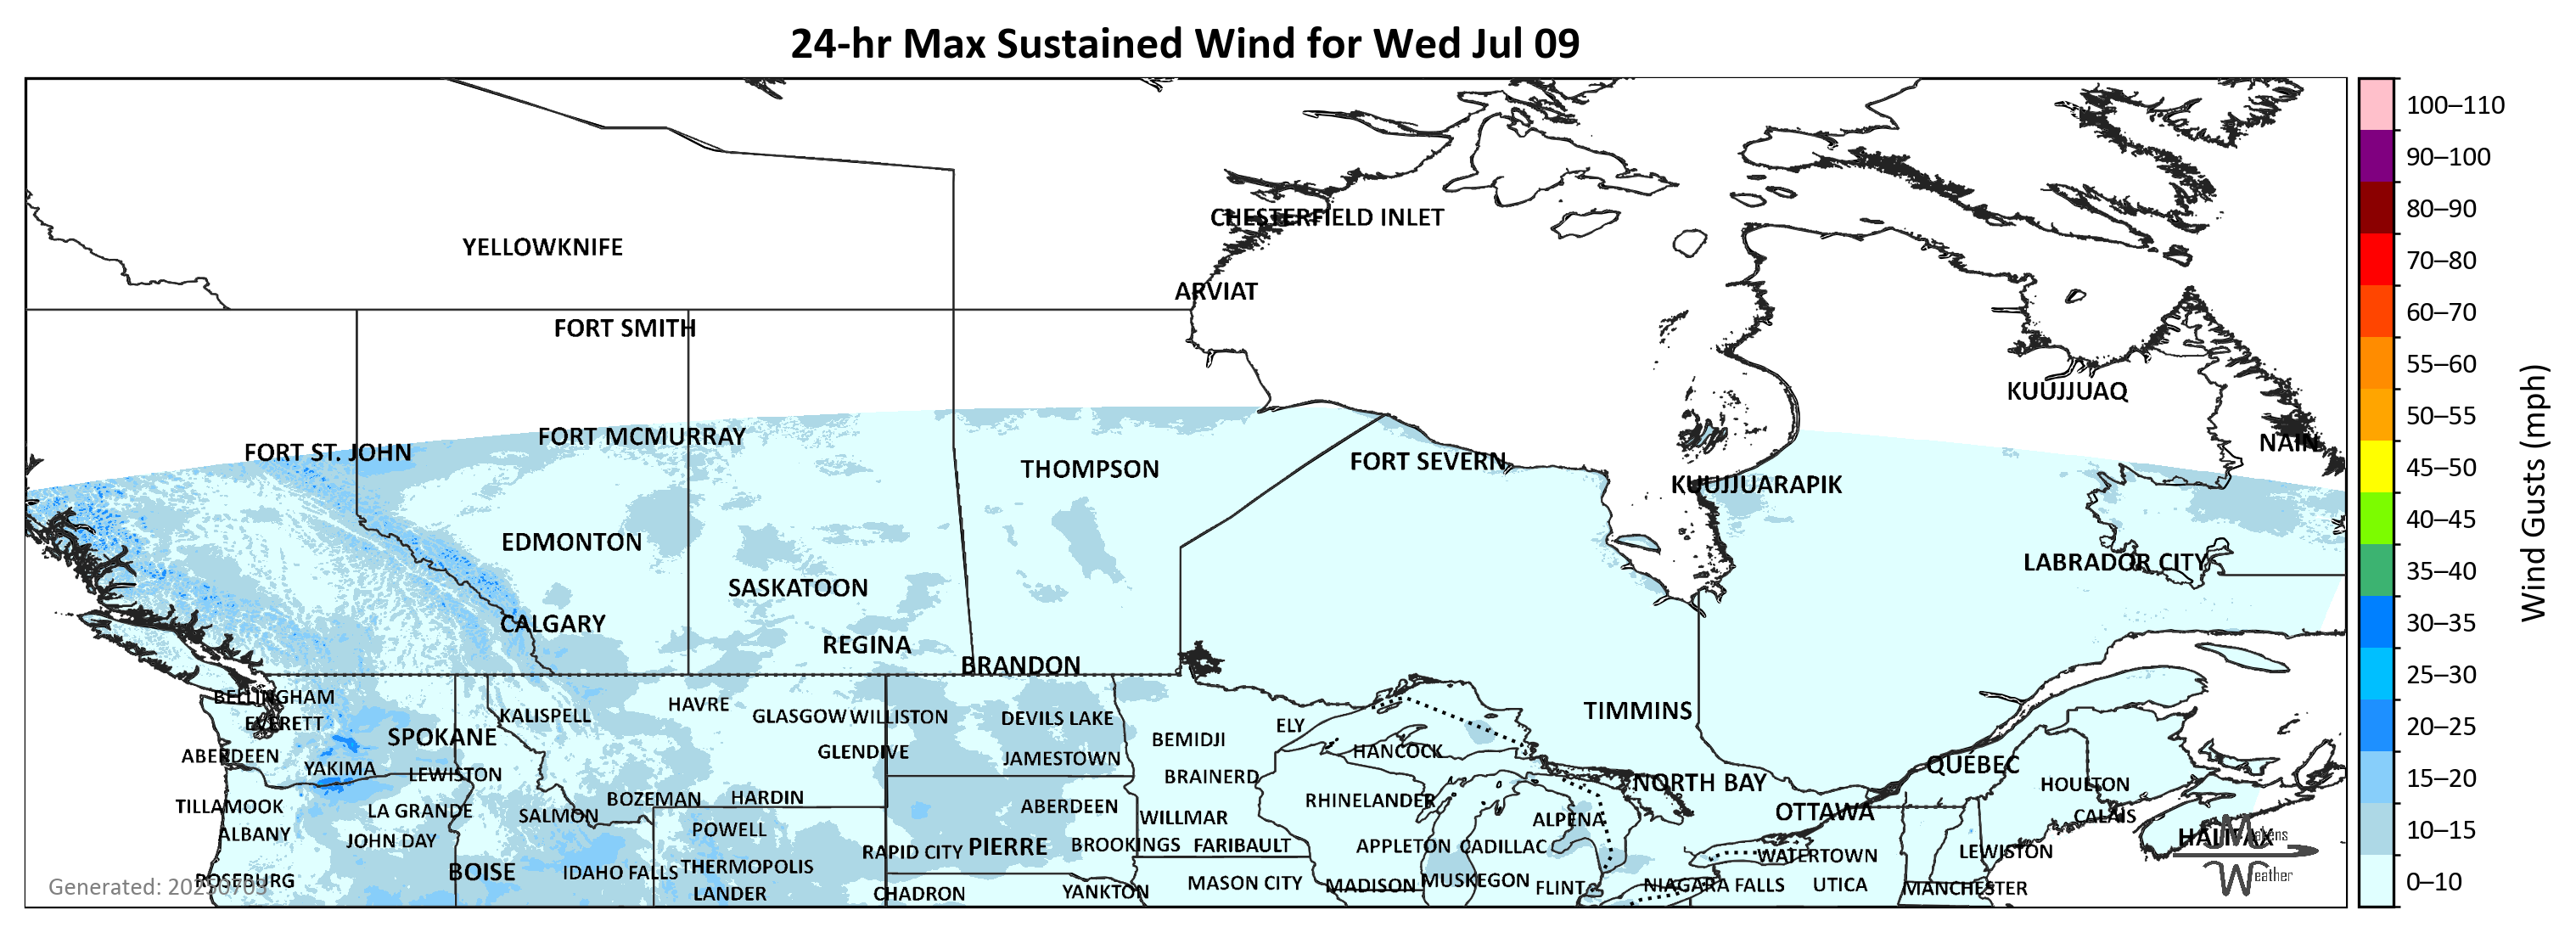 24-hr Max Sustained Wind for Wed Jul 09
100–110
90–100
80–90
CHESTERFIELD INLET
YELLOWKNIFE
70–80
ARVIAT
60–70
FORT SMITH
55–60
KUUJJUAQ
50–55
FORT MCMURRAY
NAIN
FORT ST. JOHN
45–50
FORT SEVERN
THOMPSON
KUUJJUARAPIK
40–45
EDMONTON
LABRADOR CITY
35–40
SASKATOON
Wind Gusts (mph)
CALGARY
30–35
REGINA
BRANDON
25–30
BELLINGHAM
HAVRE
TIMMINS
KALISPELL
GLASGOW WILLISTON
DEVILS LAKE
EVERETT
ELY
20–25
SPOKANE
BEMIDJI
ABERDEEN
GLENDIVE
HANCOCK
JAMESTOWN
QUÉBEC
YAKIMA
LEWISTON
BRAINERD
15–20
NORTH BAY
HOULTON
BOZEMAN
HARDIN
RHINELANDER
TILLAMOOK
LA GRANDE
ABERDEEN
OTTAWA
SALMON
WILLMAR
ALPENA
CALAIS
ALBANY
POWELL
10–15
JOHN DAY
HALIFAX
Makens
PIERRE
BROOKINGS
FARIBAULT
APPLETON
CADILLAC
RAPID CITY
LEWISTON
WATERTOWN
BOISE
IDAHO FALLS
THERMOPOLIS
Weather
ROSEBURG
Generated: 20250703
MASON CITY
MADISON
MUSKEGON
FLINT
NIAGARA FALLS
UTICA
MANCHESTER
0–10
LANDER
CHADRON
YANKTON